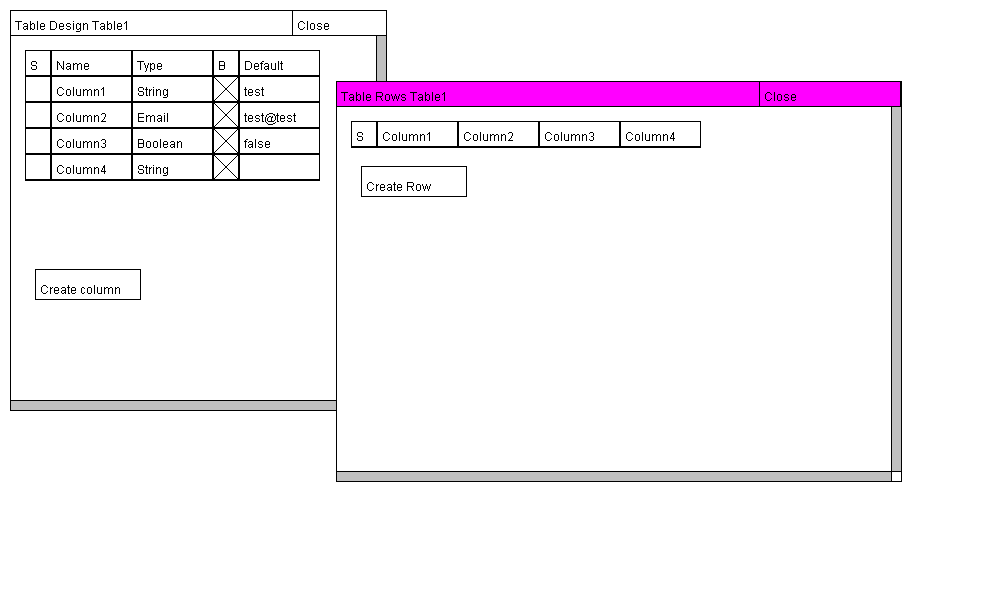 Table Design Table1 Close
S Name Type B Default
Column1 String test
Column2 Email test@test
Column3 Boolean false
Column4 String
Create column
Table Rows Table1 Close
S Column1 Column2 Column3 Column4
Create Row